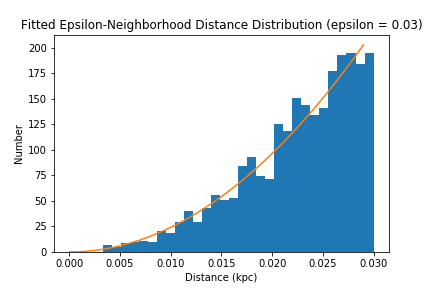 Fitted Epsilon-Neighborhood Distance Distribution (epsilon = 0.03)
200
175
150
125
100
75
50
25
0
Number
0.000 0.005 0.010 0.015 0.020 0.025 0.030
Distance (kpc)